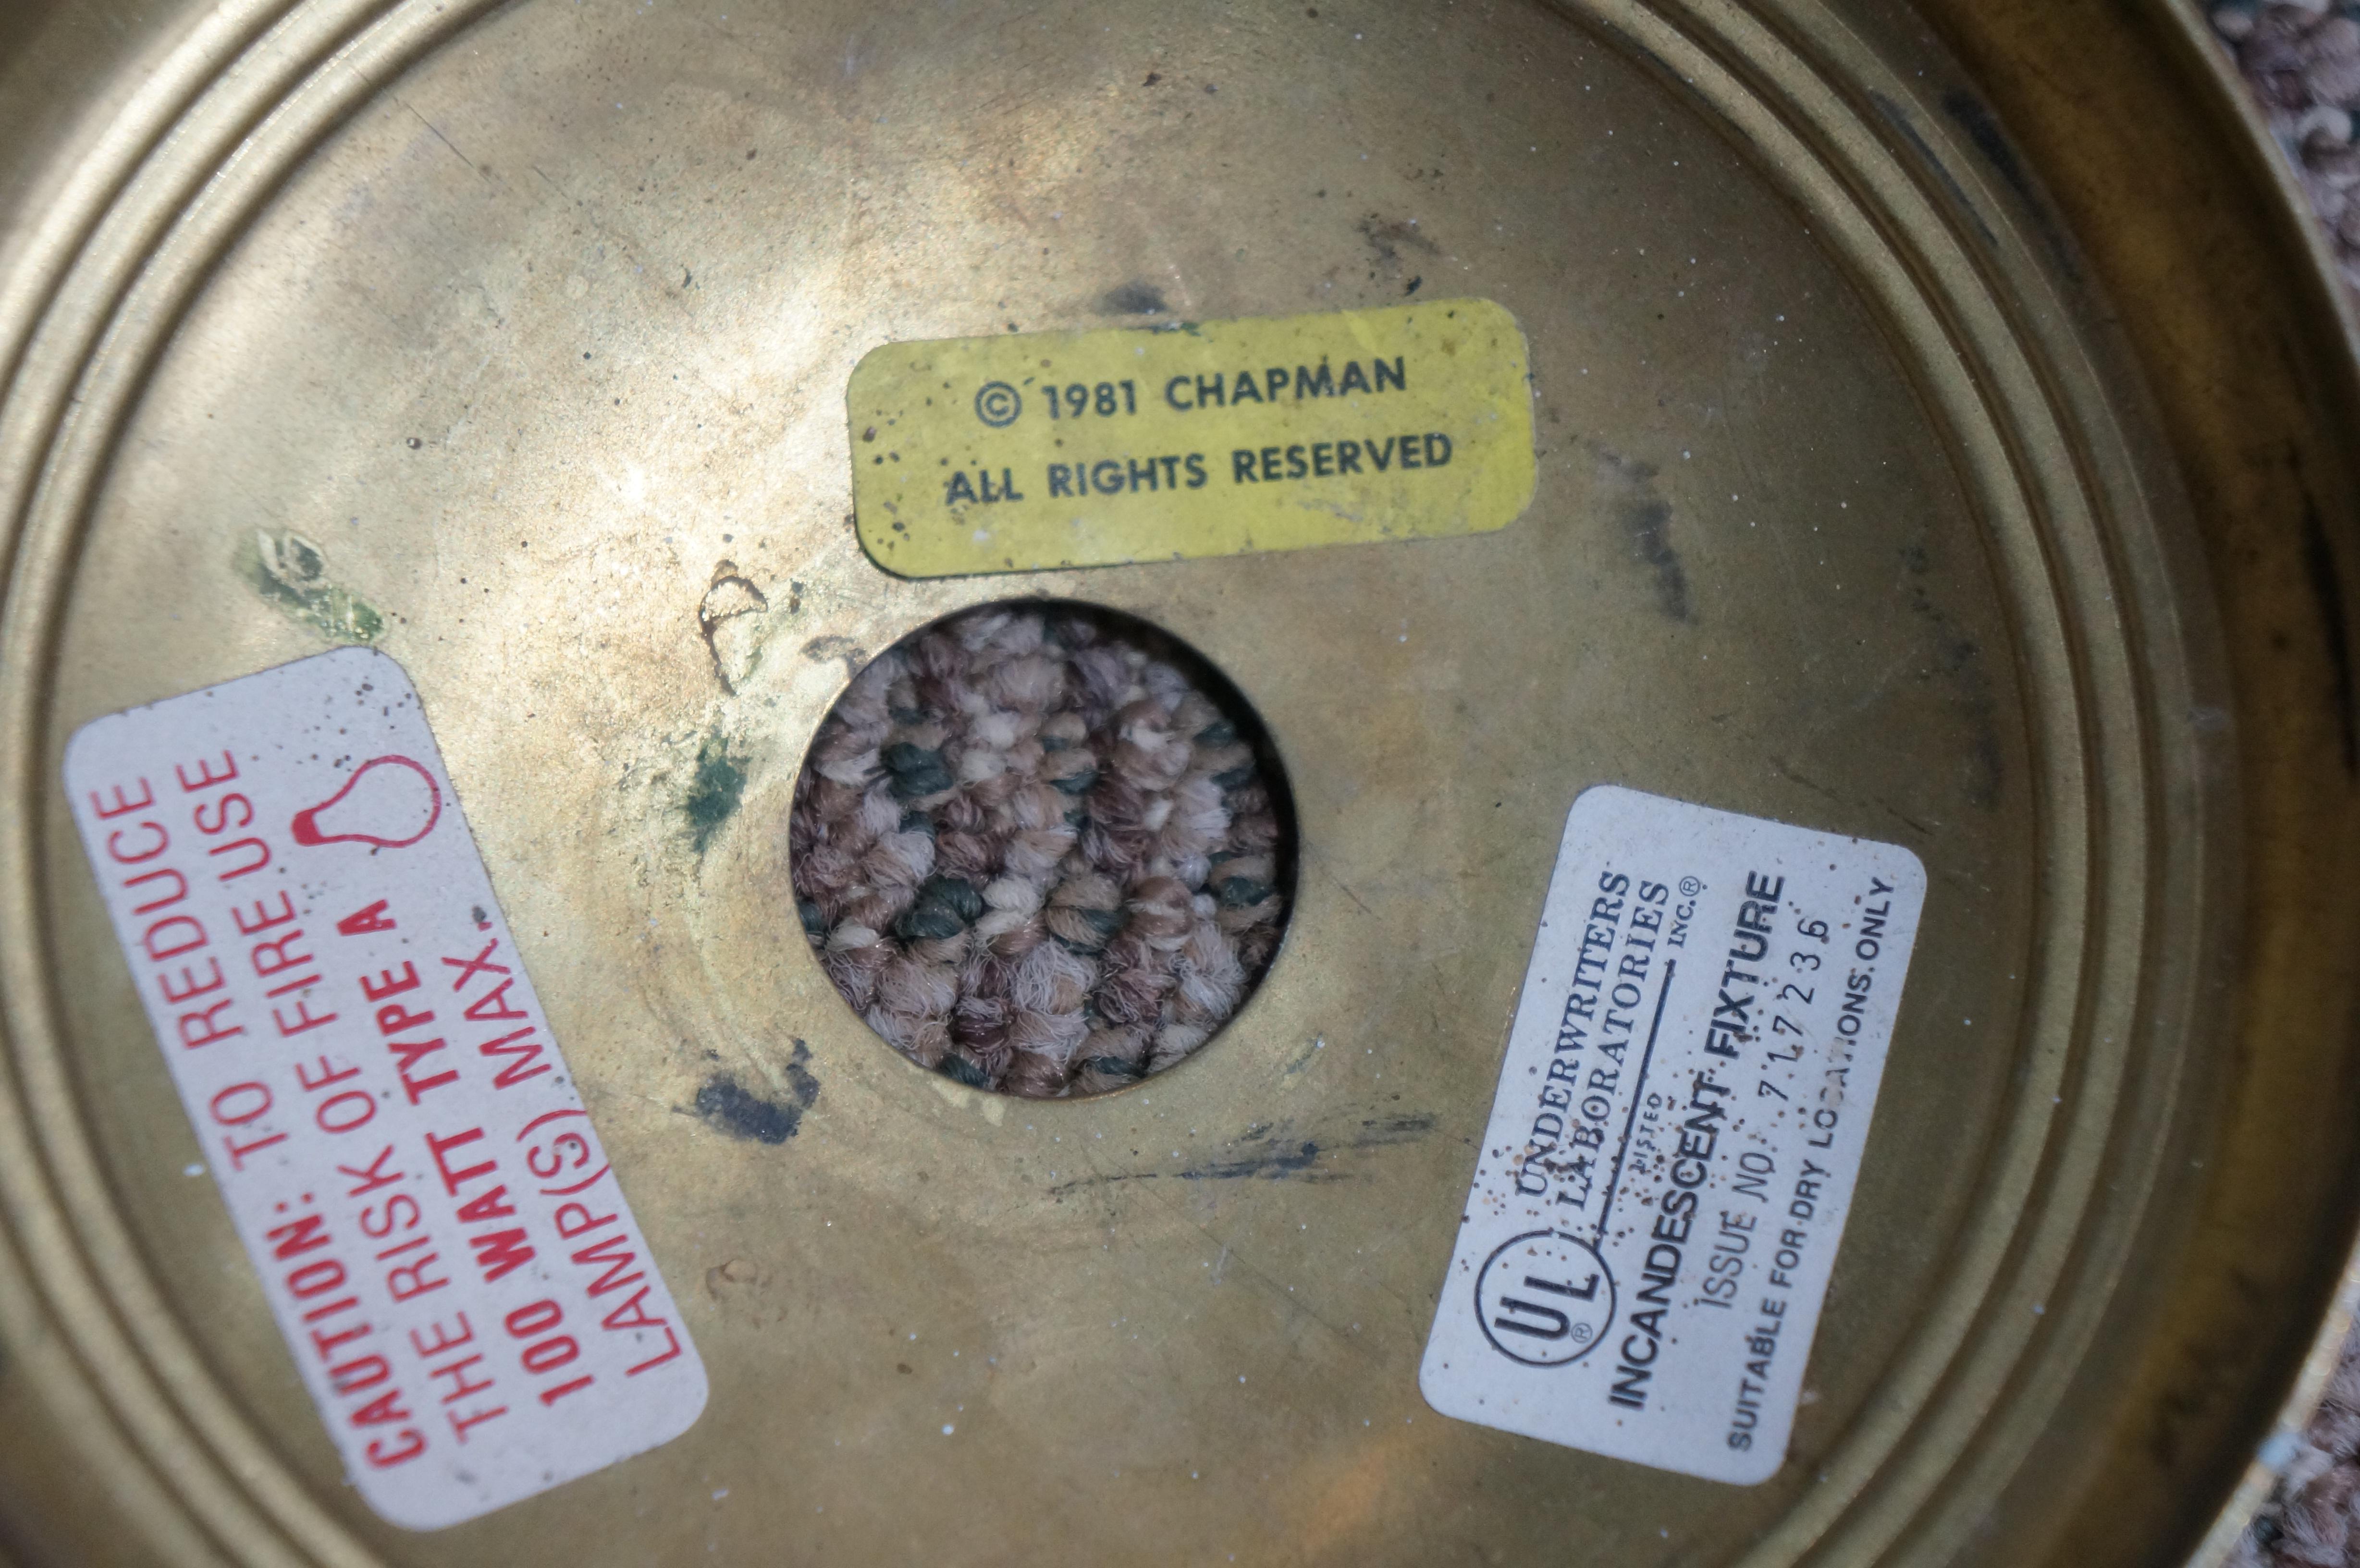 © 1981 CHAPMAN
ALL RIGHTS RESERVED
CAUTION: TO REDUCE
THE RISK OF FIRE USE
100 WATT TYPE A
LAMP(S) MAX.
UL®
UNDERWRITERS
LABORATORIES
INC.®
LISTED
INCANDESCENT FIXTURE
ISSUE NO. 717236
SUITABLE FOR DRY LOCATIONS ONLY